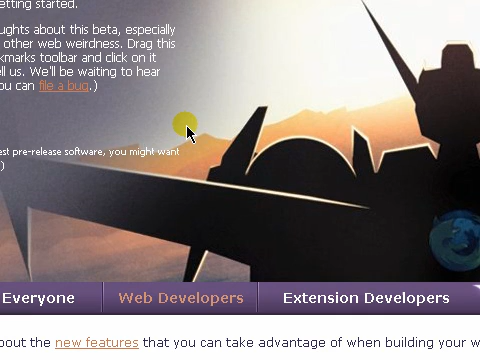 etting started.
ughts about this beta, especially
other web weirdness. Drag this
kmarks toolbar and click on it
ll us. We'll be waiting to hear
ou can file a bug.)
est pre-release software, you might want
)
Everyone
Web Developers
Extension Developers
bout the new features that you can take advantage of when building your w